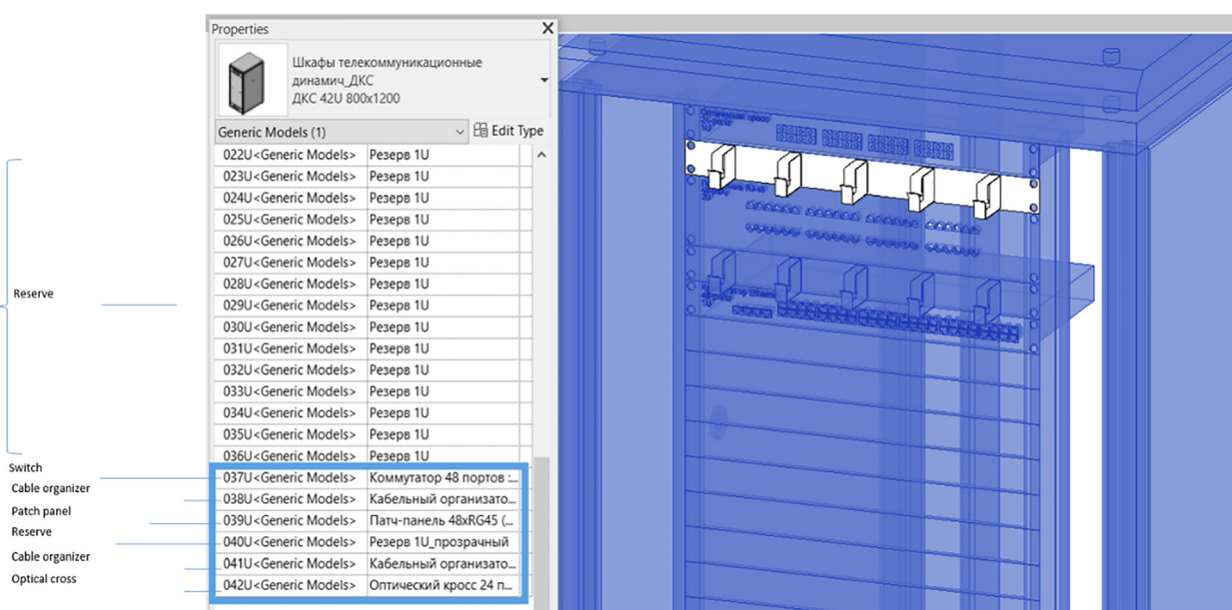 Properties
X
Шкафы телекоммуникационные
динамич_ДКС
ДКС 42U 800x1200
Generic Models (1)
Edit Type
022U<Generic Models> Резерв 1U
023U<Generic Models> Резерв 1U
024U<Generic Models> Резерв 1U
025U<Generic Models> Резерв 1U
026U<Generic Models> Резерв 1U
027U<Generic Models> Резерв 1U
028U<Generic Models> Резерв 1U
029U<Generic Models> Резерв 1U
030U<Generic Models> Резерв 1U
031U<Generic Models> Резерв 1U
032U<Generic Models> Резерв 1U
033U<Generic Models> Резерв 1U
034U<Generic Models> Резерв 1U
035U<Generic Models> Резерв 1U
036U<Generic Models> Резерв 1U
037U<Generic Models> Коммутатор 48 портов :...
038U<Generic Models> Кабельный организато...
039U<Generic Models> Патч-панель 48xRG45 (...
040U<Generic Models> Резерв 1U_прозрачный
041U<Generic Models> Кабельный организато...
042U<Generic Models> Оптический кросс 24 п...
Reserve
Switch
Cable organizer
Patch panel
Reserve
Cable organizer
Optical cross
Оптический кросс
1U